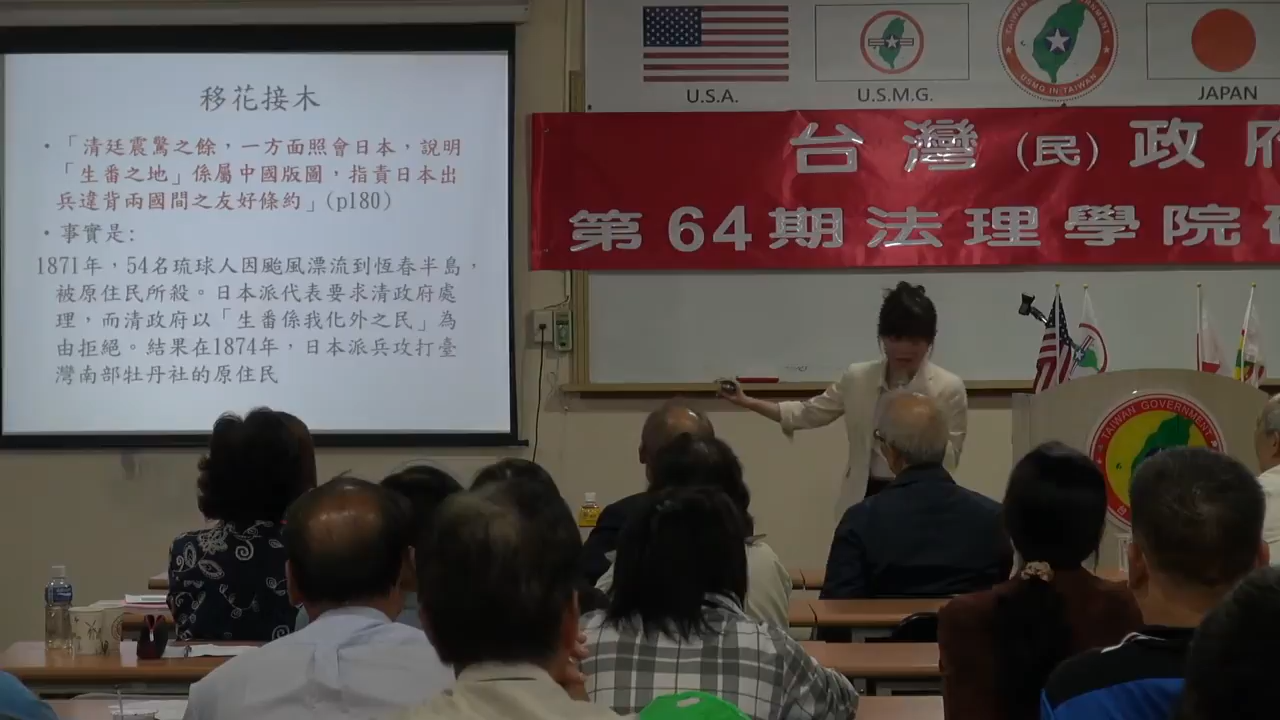 移花接木
・「清廷震驚之餘，一方面照會日本，說明
「生番之地」係屬中國版圖，指責日本出
兵違背兩國間之友好條約」(p180)
・事實是:
1871年，54名琉球人因颱風漂流到恆春半島，
被原住民所殺。日本派代表要求清政府處
理，而清政府以「生番係我化外之民」為
由拒絕。結果在1874年，日本派兵攻打臺
灣南部牡丹社的原住民
U.S.A.
U.S.M.G.
USMG IN TAIWAN
JAPAN
台灣(民)政府
第64期法理學院
TAIWAN GOVERNMENT